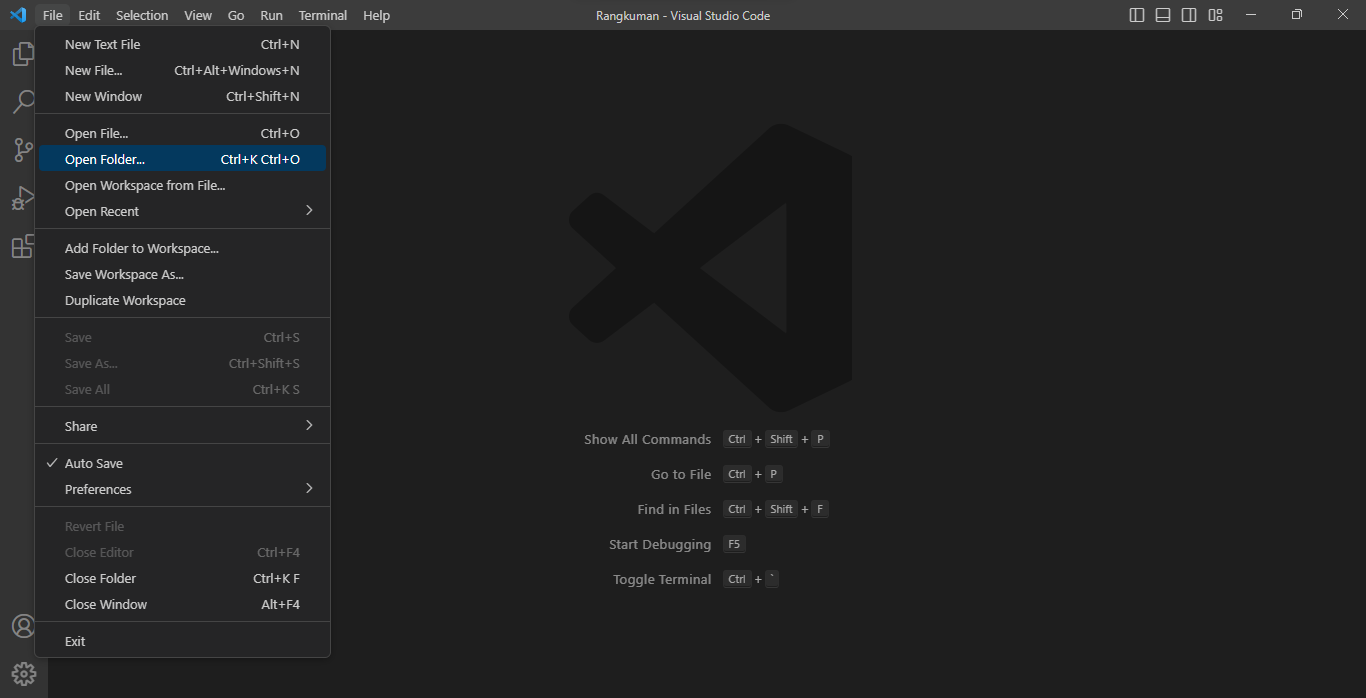 File Edit Selection View Go Run Terminal Help Rangkuman - Visual Studio Code
New Text File Ctrl+N
New File... Ctrl+Alt+Windows+N
New Window Ctrl+Shift+N
Open File... Ctrl+O
Open Folder... Ctrl+K Ctrl+O
Open Workspace from File...
Open Recent
Add Folder to Workspace...
Save Workspace As...
Duplicate Workspace
Save Ctrl+S
Save As... Ctrl+Shift+S
Save All Ctrl+K S
Share
Auto Save
Preferences
Revert File
Close Editor Ctrl+F4
Close Folder Ctrl+K F
Close Window Alt+F4
Exit
Show All Commands Ctrl + Shift + P
Go to File Ctrl + P
Find in Files Ctrl + Shift + F
Start Debugging F5
Toggle Terminal Ctrl + `